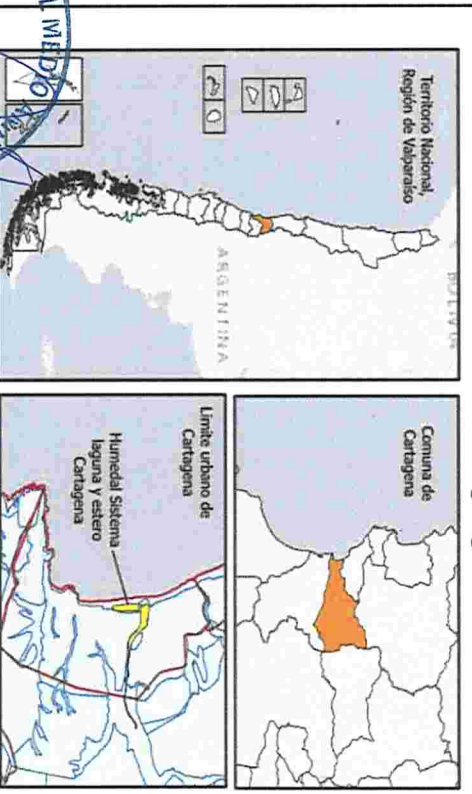 Territorio Nacional,
Región de Valparaíso
BOLIVIA
ARGENTINA
Comuna de
Cartagena
Límite urbano de
Cartagena
Humedal Sistema
laguna y estero
Cartagena
MEDIO